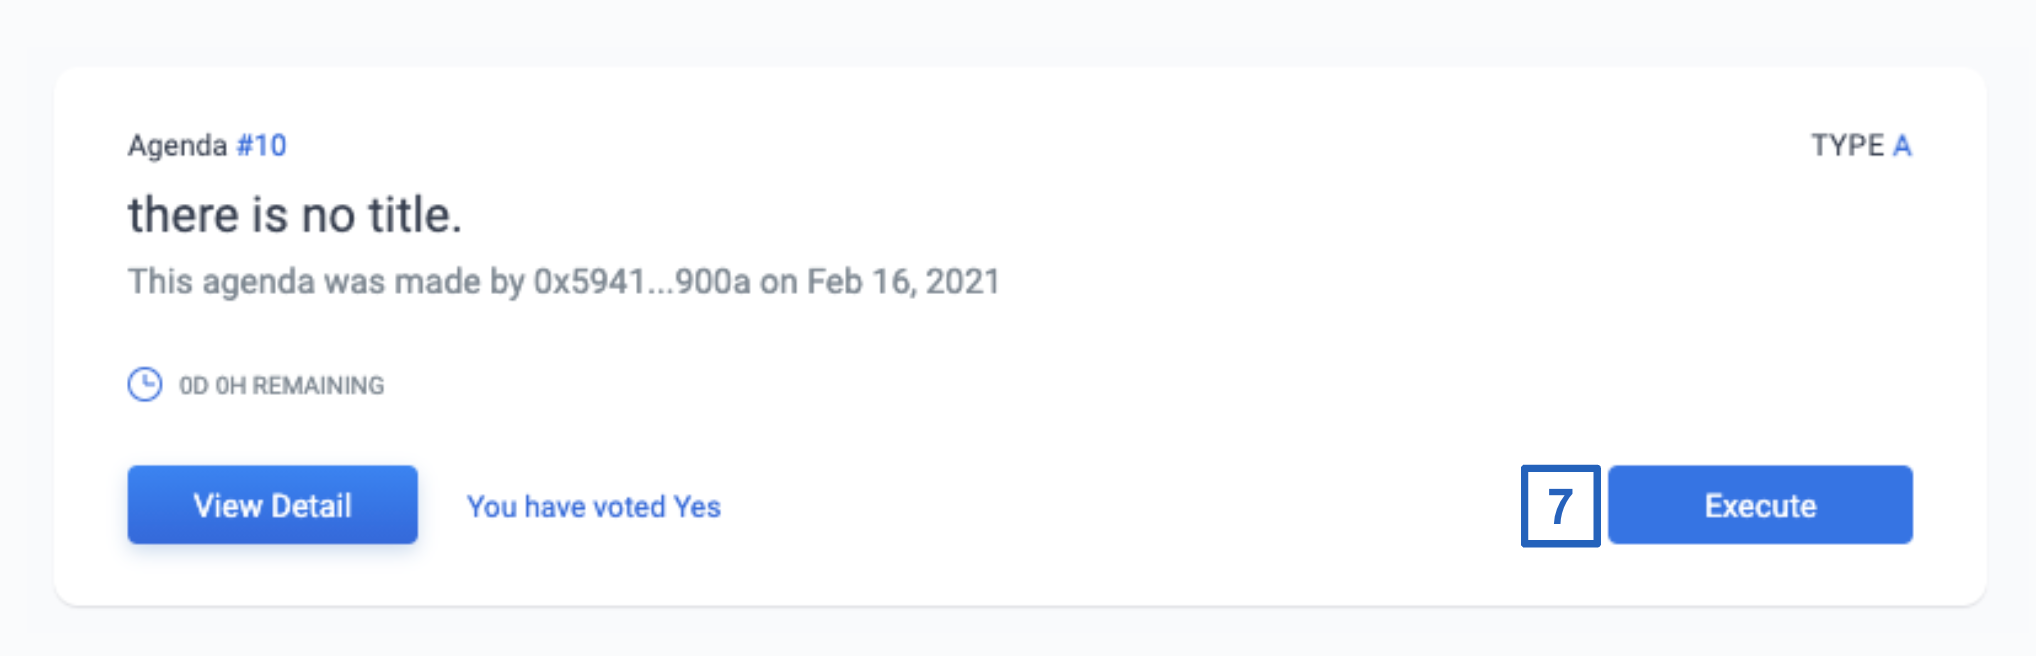 Agenda #10
TYPE A
there is no title.
This agenda was made by 0x5941...900a on Feb 16, 2021
0D 0H REMAINING
View Detail
You have voted Yes
7
Execute